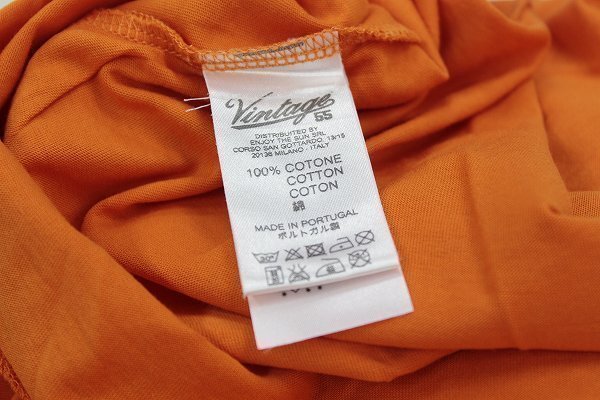 Vintage
55
DISTRIBUITED BY
ENJOY THE SUN SRL
CORSO SAN GOTTARDO, 13/15
20136 MILANO - ITALY
100% COTONE
COTTON
COTON
綿
MADE IN PORTUGAL
ポルトガル製